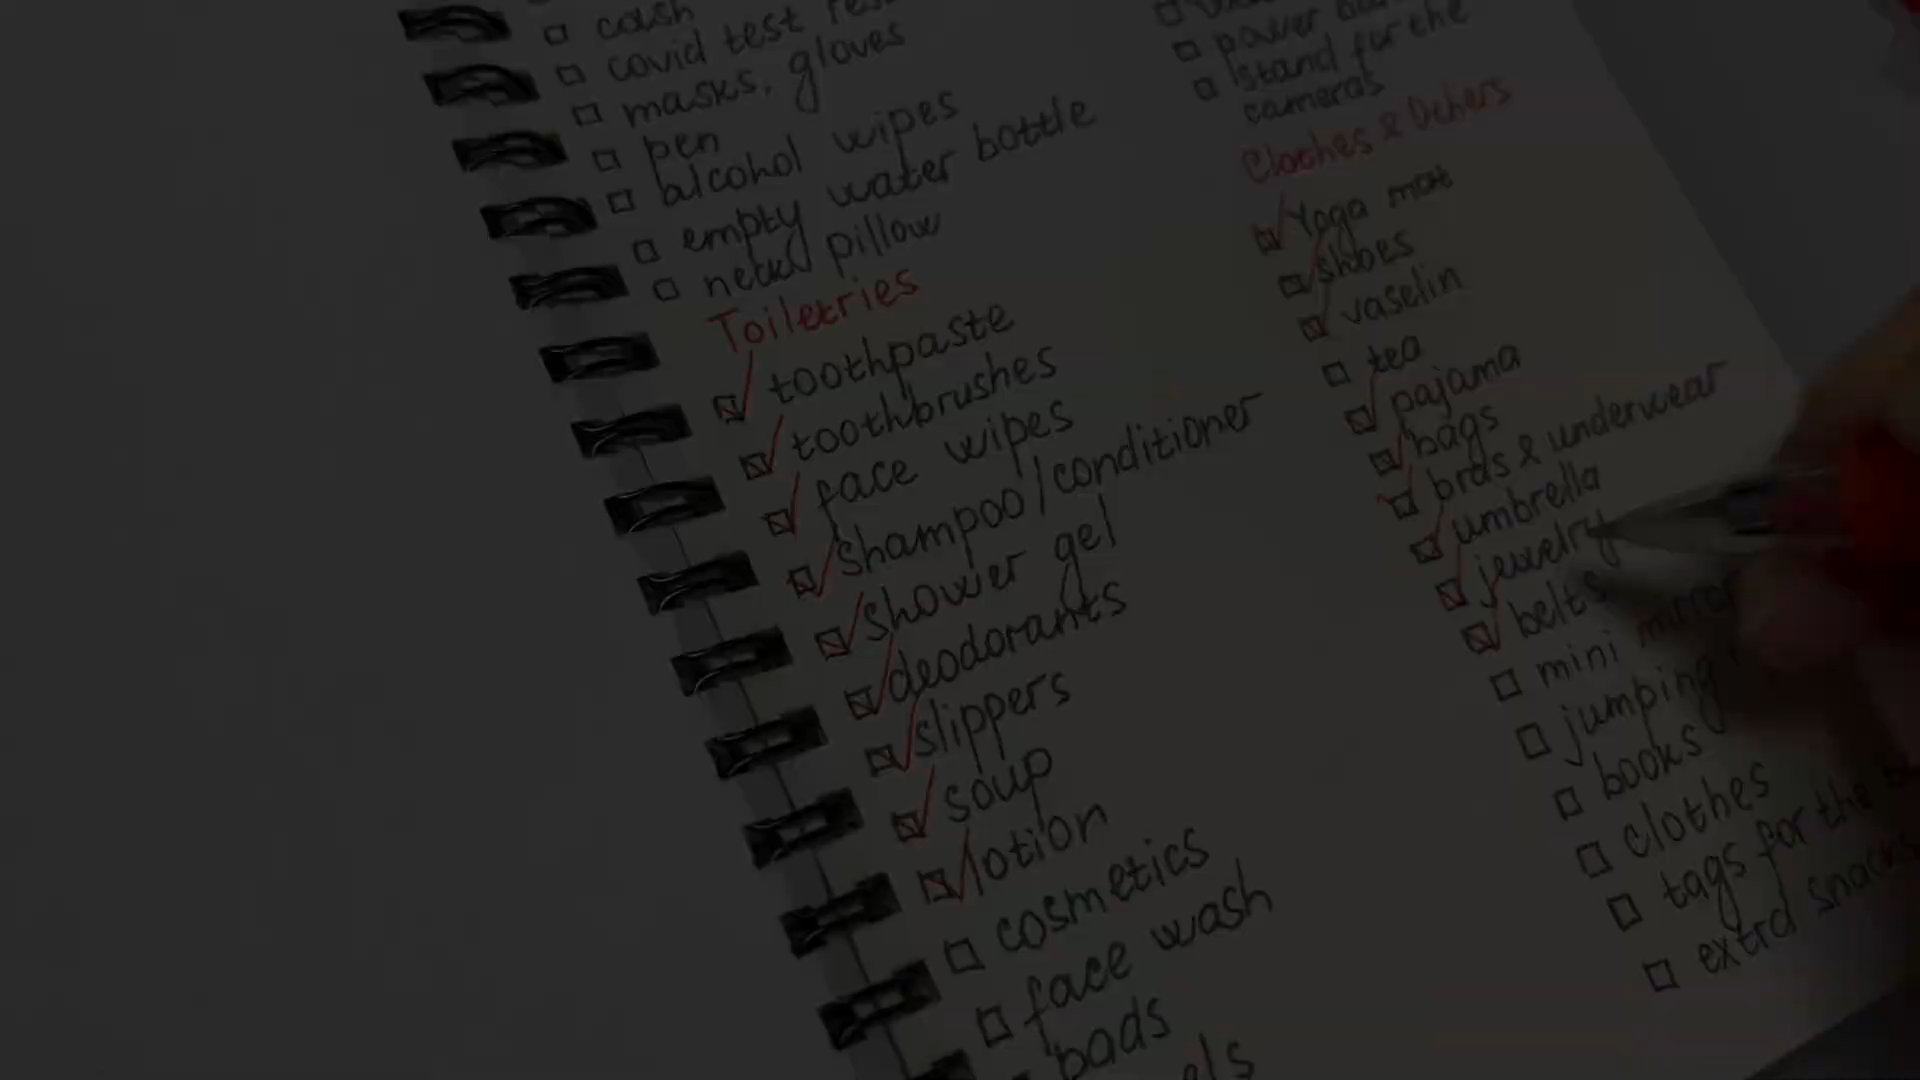 cash
covid test
masks, gloves
pen
alcohol wipes
empty water bottle
neck pillow
Toiletries
toothpaste
toothbrushes
face wipes
shampoo/conditioner
shower gel
deodorants
slippers
soup
lotion
cosmetics
face wash
pads
power
stand for the
cameras
Clothes & Others
Yoga mat
shoes
vaselin
tea
pajama
bags
bras & underwear
umbrella
jewelry
belts
mini mirror
jumping
books
clothes
tags for the
extra snacks